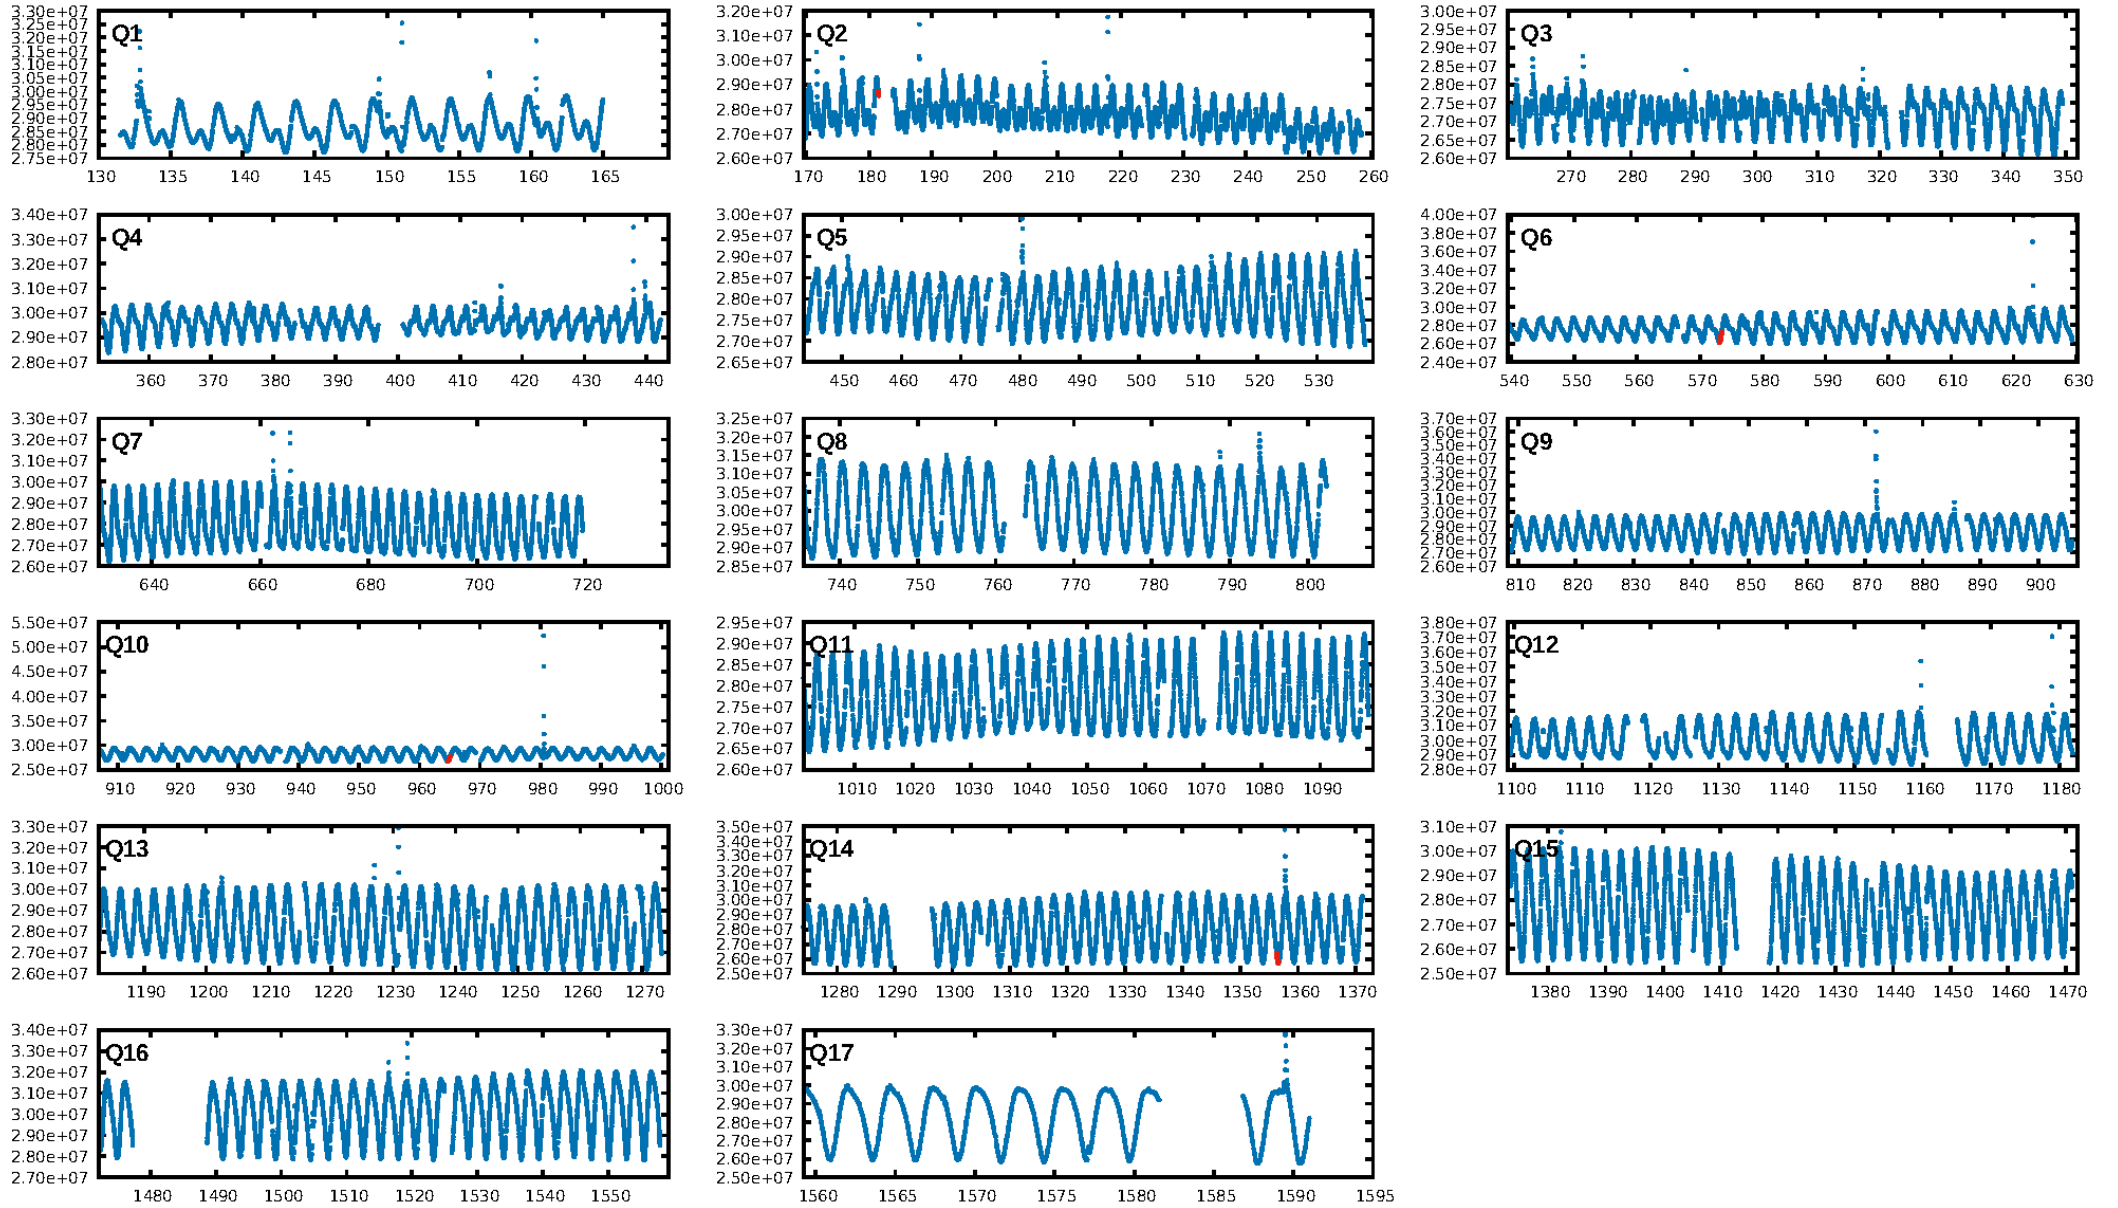 3.30e+07 3.25e+07 3.20e+07 3.15e+07 3.10e+07 3.05e+07 3.00e+07 2.95e+07 2.90e+07 2.85e+07 2.80e+07 2.75e+07
Q1
130 135 140 145 150 155 160 165
3.20e+07 3.10e+07 3.00e+07 2.90e+07 2.80e+07 2.70e+07 2.60e+07
Q2
170 180 190 200 210 220 230 240 250 260
3.00e+07 2.95e+07 2.90e+07 2.85e+07 2.80e+07 2.75e+07 2.70e+07 2.65e+07 2.60e+07
Q3
270 280 290 300 310 320 330 340 350
3.40e+07 3.30e+07 3.20e+07 3.10e+07 3.00e+07 2.90e+07 2.80e+07
Q4
360 370 380 390 400 410 420 430 440
3.00e+07 2.95e+07 2.90e+07 2.85e+07 2.80e+07 2.75e+07 2.70e+07 2.65e+07
Q5
450 460 470 480 490 500 510 520 530
4.00e+07 3.80e+07 3.60e+07 3.40e+07 3.20e+07 3.00e+07 2.80e+07 2.60e+07 2.40e+07
Q6
540 550 560 570 580 590 600 610 620 630
3.30e+07 3.20e+07 3.10e+07 3.00e+07 2.90e+07 2.80e+07 2.70e+07 2.60e+07
Q7
640 660 680 700 720
3.25e+07 3.20e+07 3.15e+07 3.10e+07 3.05e+07 3.00e+07 2.95e+07 2.90e+07 2.85e+07
Q8
740 750 760 770 780 790 800
3.70e+07 3.60e+07 3.50e+07 3.40e+07 3.30e+07 3.20e+07 3.10e+07 3.00e+07 2.90e+07 2.80e+07 2.70e+07 2.60e+07
Q9
810 820 830 840 850 860 870 880 890 900
5.50e+07 5.00e+07 4.50e+07 4.00e+07 3.50e+07 3.00e+07 2.50e+07
Q10
910 920 930 940 950 960 970 980 990 1000
2.95e+07 2.90e+07 2.85e+07 2.80e+07 2.75e+07 2.70e+07 2.65e+07 2.60e+07
Q11
1010 1020 1030 1040 1050 1060 1070 1080 1090
3.80e+07 3.70e+07 3.60e+07 3.50e+07 3.40e+07 3.30e+07 3.20e+07 3.10e+07 3.00e+07 2.90e+07 2.80e+07
Q12
1100 1110 1120 1130 1140 1150 1160 1170 1180
3.30e+07 3.20e+07 3.10e+07 3.00e+07 2.90e+07 2.80e+07 2.70e+07 2.60e+07
Q13
1190 1200 1210 1220 1230 1240 1250 1260 1270
3.50e+07 3.40e+07 3.30e+07 3.20e+07 3.10e+07 3.00e+07 2.90e+07 2.80e+07 2.70e+07 2.60e+07 2.50e+07
Q14
1280 1290 1300 1310 1320 1330 1340 1350 1360 1370
3.10e+07 3.00e+07 2.90e+07 2.80e+07 2.70e+07 2.60e+07 2.50e+07
Q15
1380 1390 1400 1410 1420 1430 1440 1450 1460 1470
3.40e+07 3.30e+07 3.20e+07 3.10e+07 3.00e+07 2.90e+07 2.80e+07 2.70e+07
Q16
1480 1490 1500 1510 1520 1530 1540 1550
3.30e+07 3.20e+07 3.10e+07 3.00e+07 2.90e+07 2.80e+07 2.70e+07 2.60e+07 2.50e+07
Q17
1560 1565 1570 1575 1580 1585 1590 1595